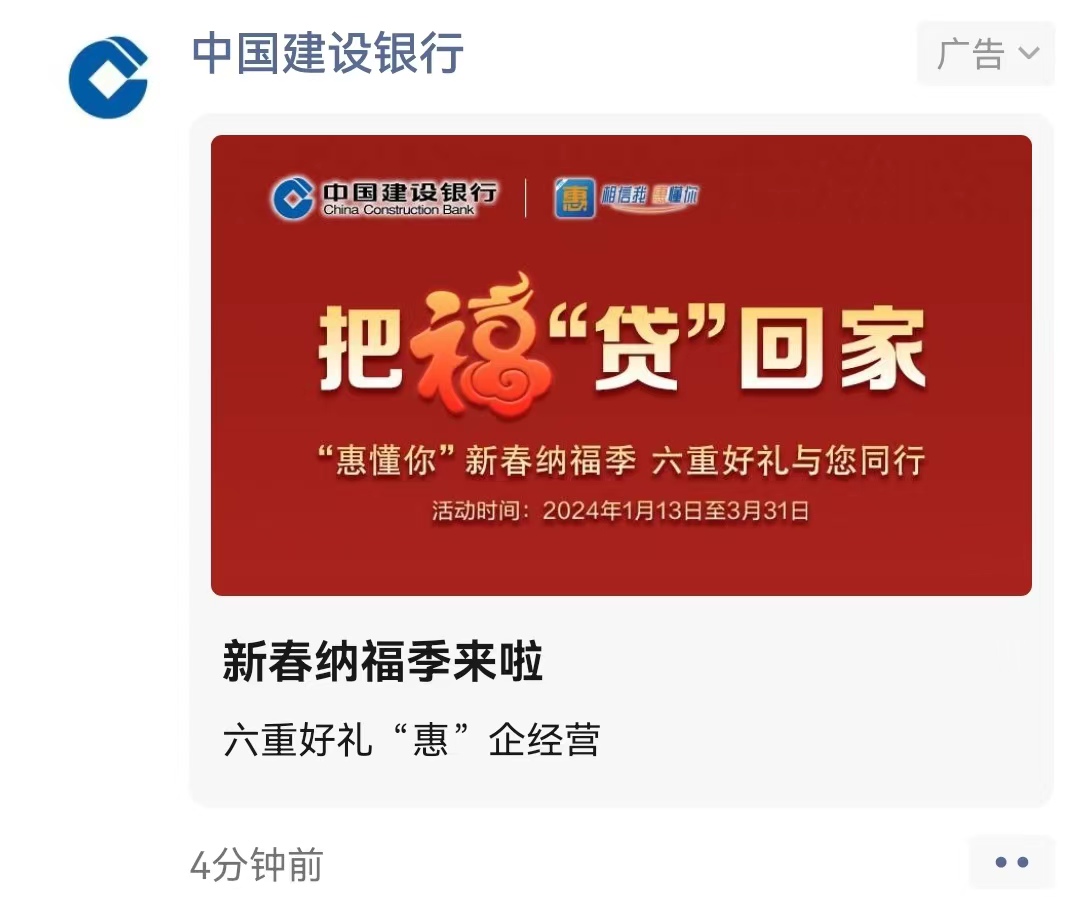 中国建设银行
广告
中国建设银行
China Construction Bank
惠 相信我 惠懂你
把福“贷”回家
“惠懂你”新春纳福季 六重好礼与您同行
活动时间：2024年1月13日至3月31日
新春纳福季来啦
六重好礼“惠”企经营
4分钟前